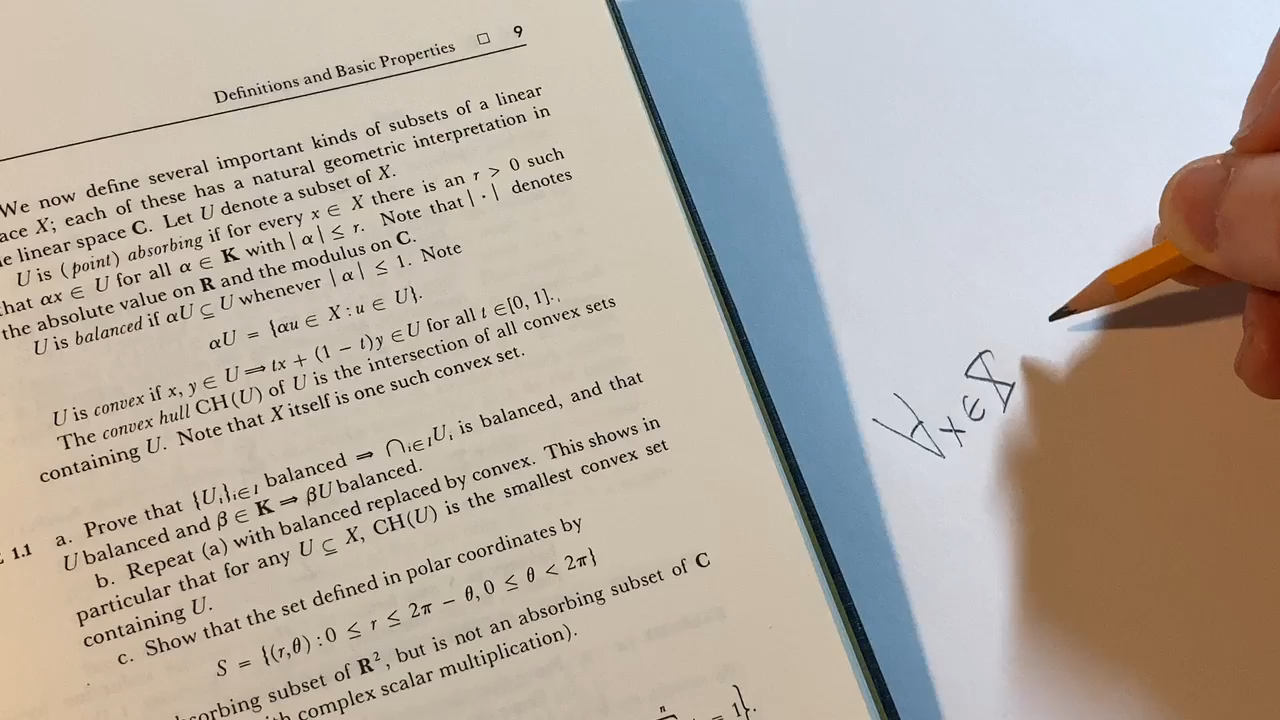 Definitions and Basic Properties □ 9
We now define several important kinds of subsets of a linear
ace X; each of these has a natural geometric interpretation in
e linear space C. Let U denote a subset of X.
U is (point) absorbing if for every x ∈ X there is an r > 0 such
that αx ∈ U for all α ∈ K with |α| ≤ r. Note that | · | denotes
the absolute value on R and the modulus on C.
U is balanced if αU ⊆ U whenever |α| ≤ 1. Note
αU = {αu ∈ X : u ∈ U}.
U is convex if x, y ∈ U ⟹ tx + (1 − t)y ∈ U for all t ∈ [0, 1].
The convex hull CH(U) of U is the intersection of all convex sets
containing U. Note that X itself is one such convex set.
1.1 a. Prove that {U_i}_{i∈I} balanced ⇒ ⋂_{i∈I} U_i is balanced, and that
U balanced and β ∈ K ⇒ βU balanced.
b. Repeat (a) with balanced replaced by convex. This shows in
particular that for any U ⊆ X, CH(U) is the smallest convex set
containing U.
c. Show that the set defined in polar coordinates by
S = {(r,θ) : 0 ≤ r ≤ 2π − θ, 0 ≤ θ < 2π}
sorbing subset of R², but is not an absorbing subset of C
th complex scalar multiplication).
n
= 1}.
∀x∈X